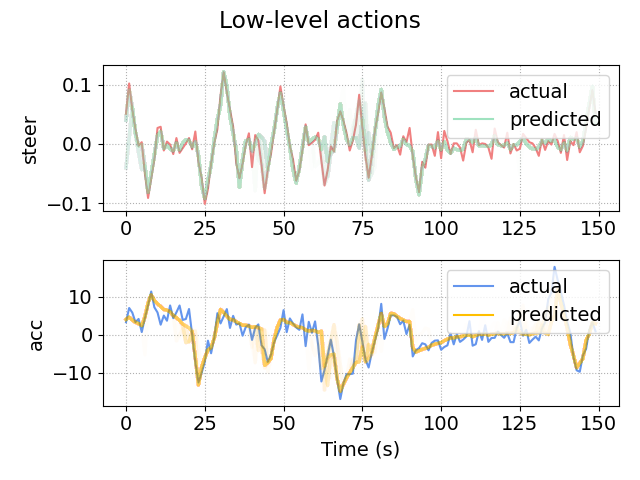 Low-level actions
steer
0.1
0.0
−0.1
actual
predicted
0 25 50 75 100 125 150
acc
10
0
−10
actual
predicted
0 25 50 75 100 125 150
Time (s)